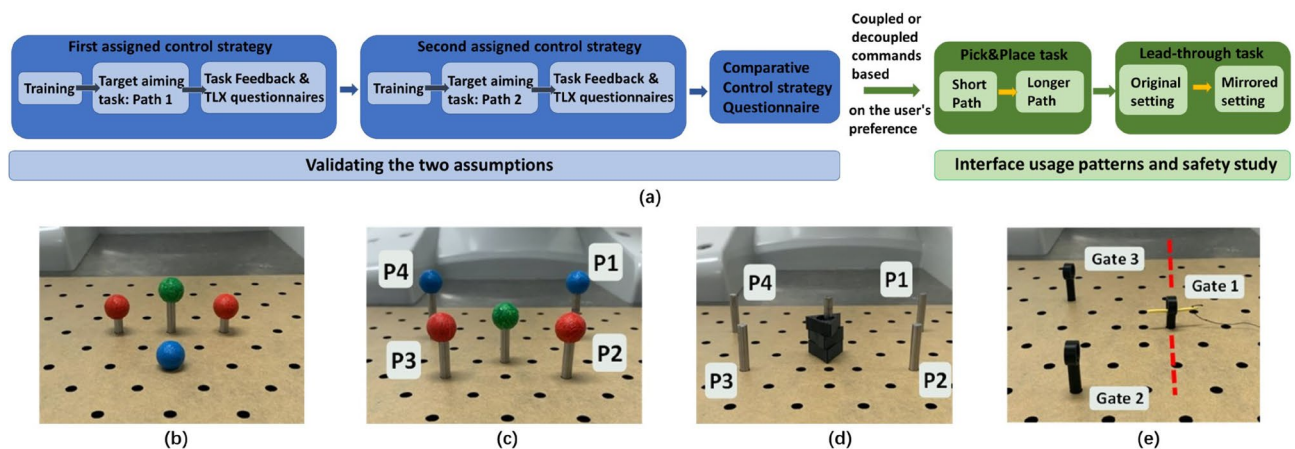 First assigned control strategy
Training
Target aiming
task: Path 1
Task Feedback &
TLX questionnaires
Second assigned control strategy
Training
Target aiming
task: Path 2
Task Feedback &
TLX questionnaires
Comparative
Control strategy
Questionnaire
Coupled or
decoupled
commands
based
on the user's
preference
Pick&Place task
Short
Path
Longer
Path
Lead-through task
Original
setting
Mirrored
setting
Validating the two assumptions
Interface usage patterns and safety study
(a)
P4
P1
P3
P2
P4
P1
P3
P2
Gate 3
Gate 1
Gate 2
(b)
(c)
(d)
(e)